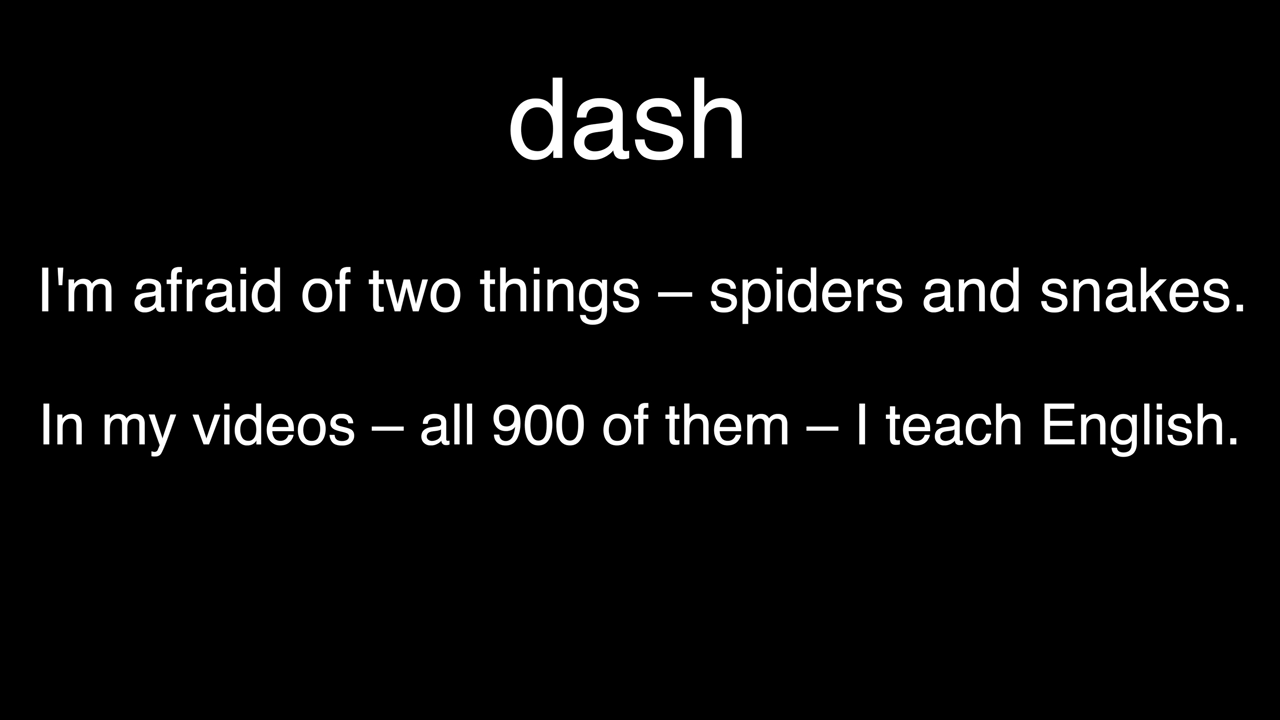 dash
I'm afraid of two things – spiders and snakes.
In my videos – all 900 of them – I teach English.